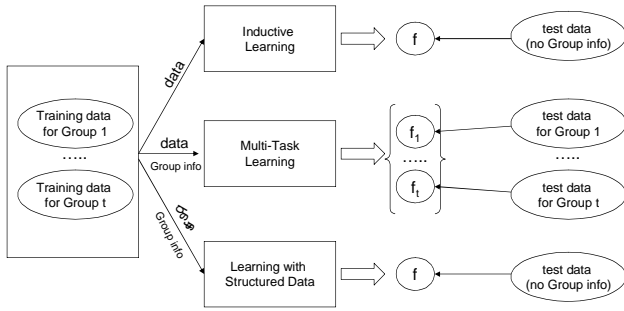 Training data
for Group 1
.....
Training data
for Group t
data
data
Group info
Group info
Inductive
Learning
Multi-Task
Learning
Learning with
Structured Data
f
f1
.....
ft
f
test data
(no Group info)
test data
for Group 1
.....
test data
for Group t
test data
(no Group info)